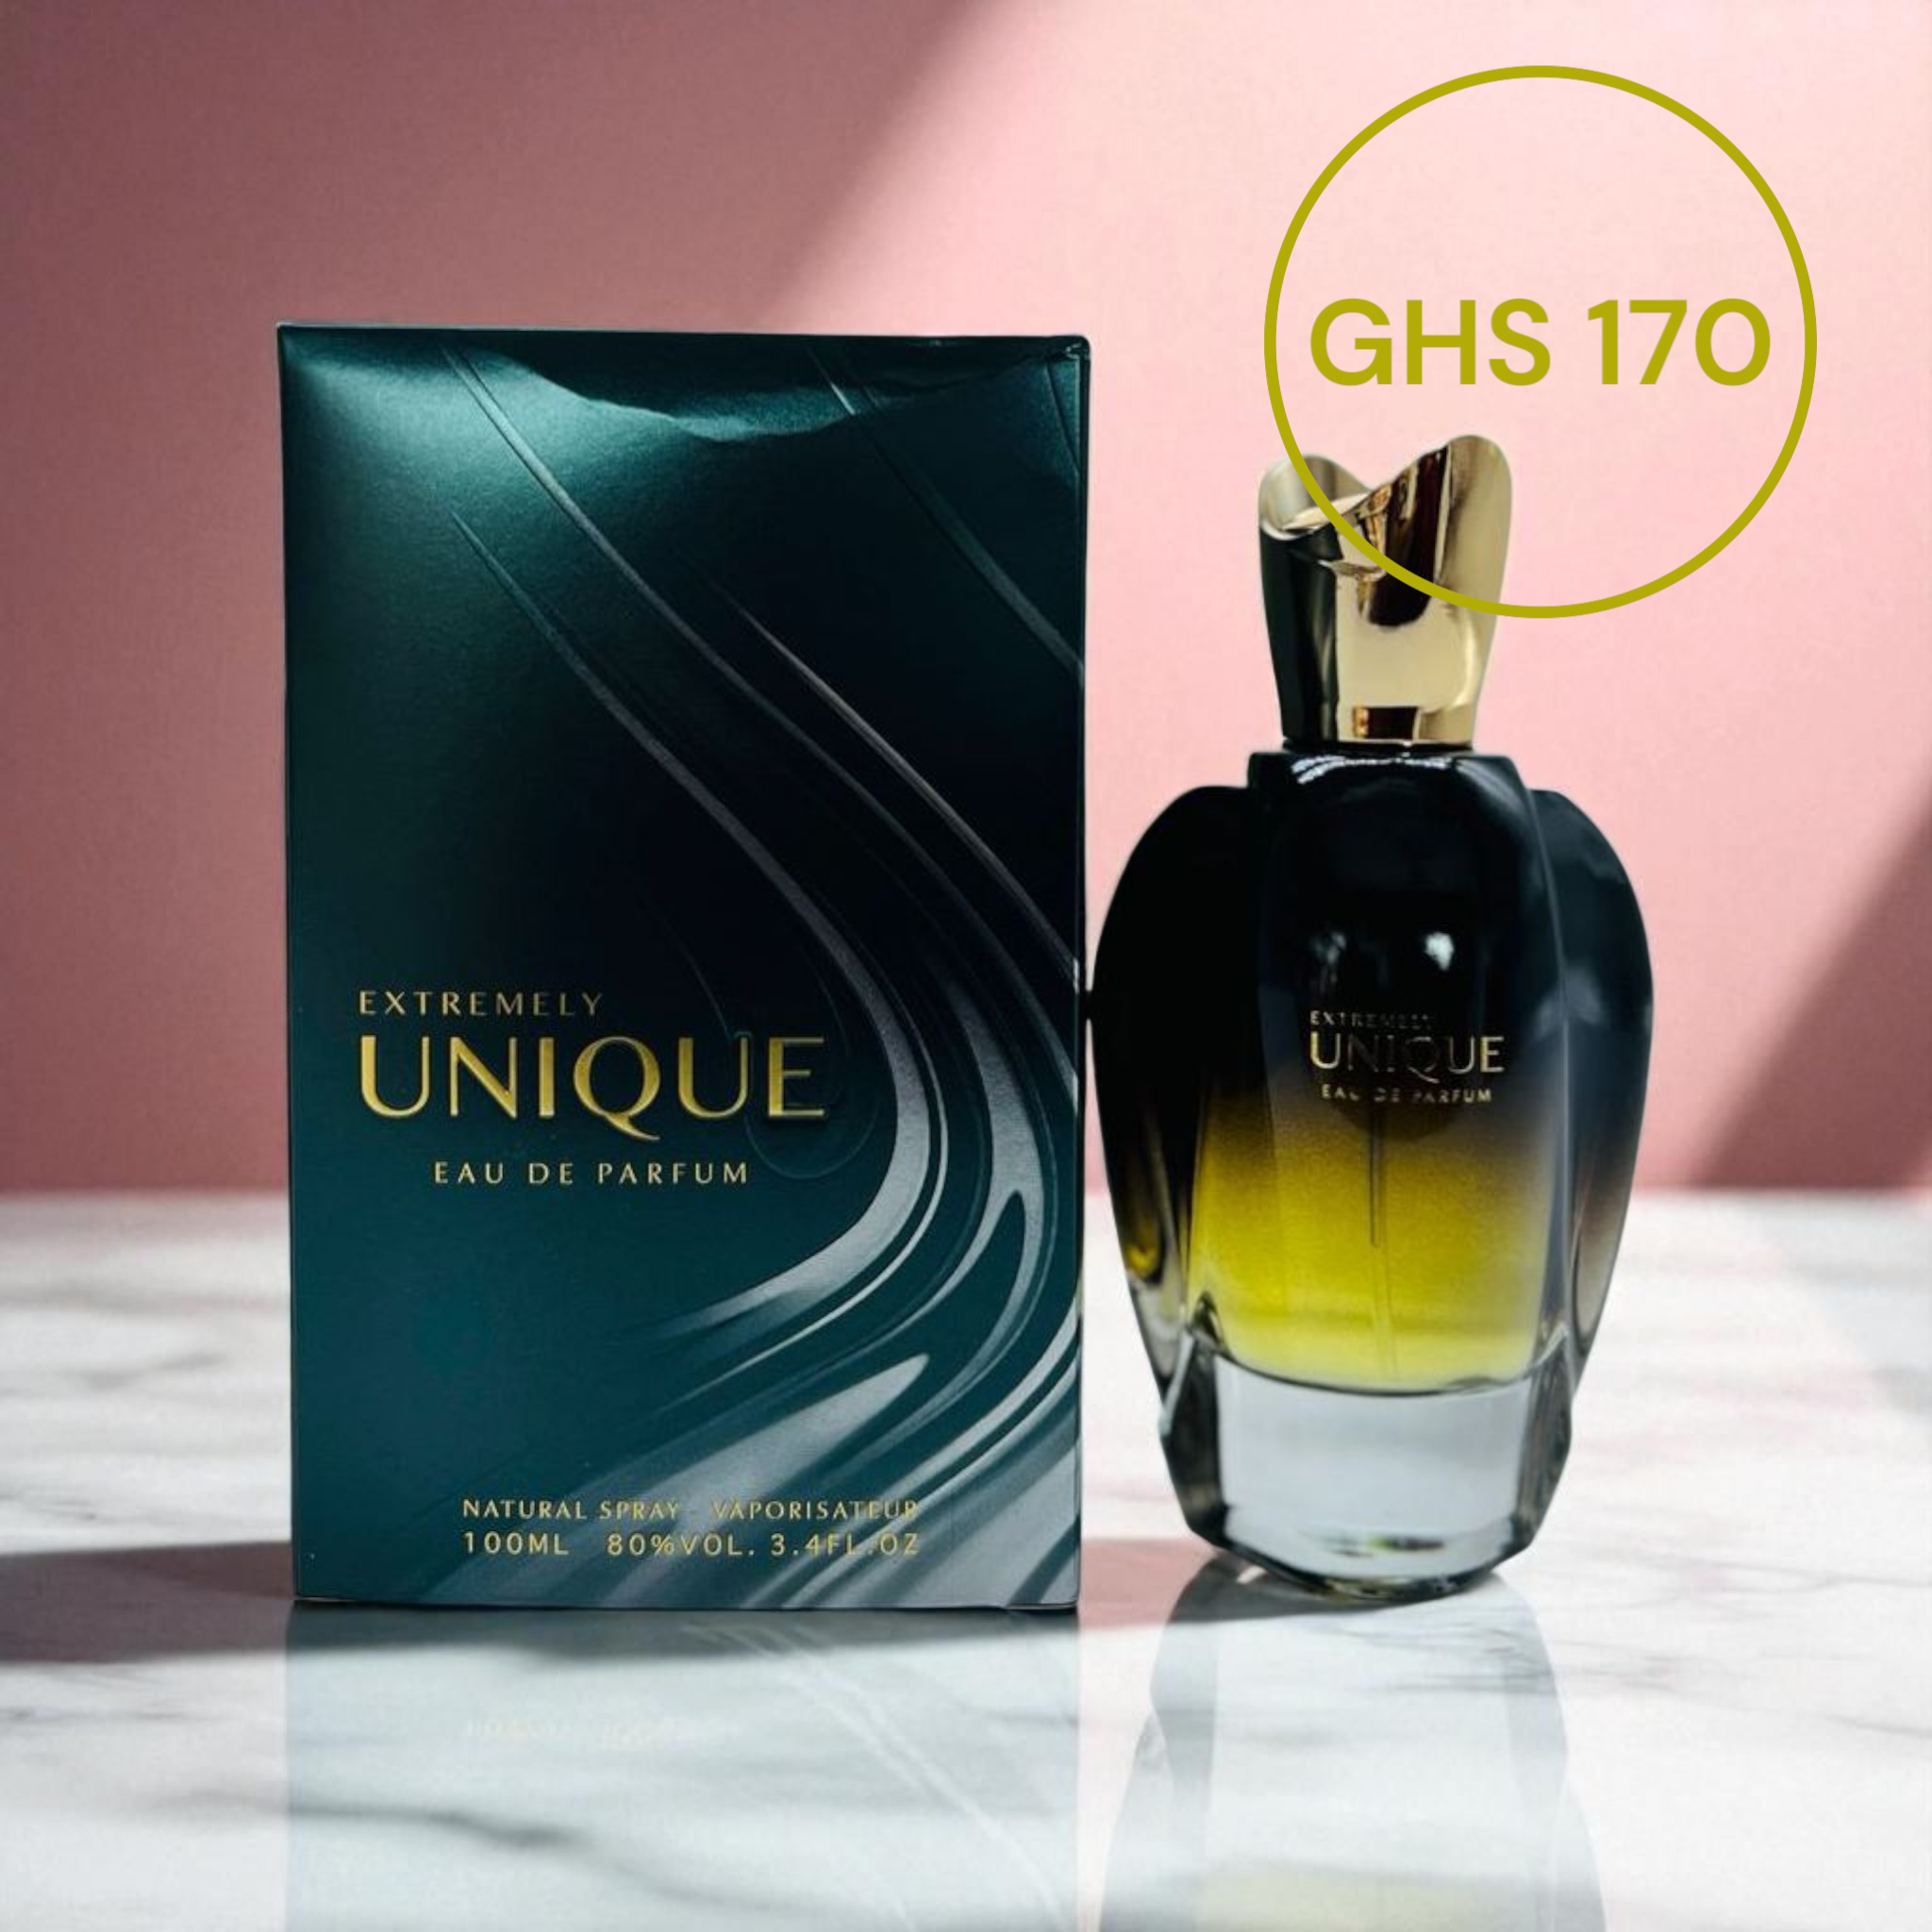 GHS 170
EXTREMELY
UNIQUE
EAU DE PARFUM
NATURAL SPRAY - VAPORISATEUR
100ML 80%VOL. 3.4FL.OZ
EXTREMELY
UNIQUE
EAU DE PARFUM